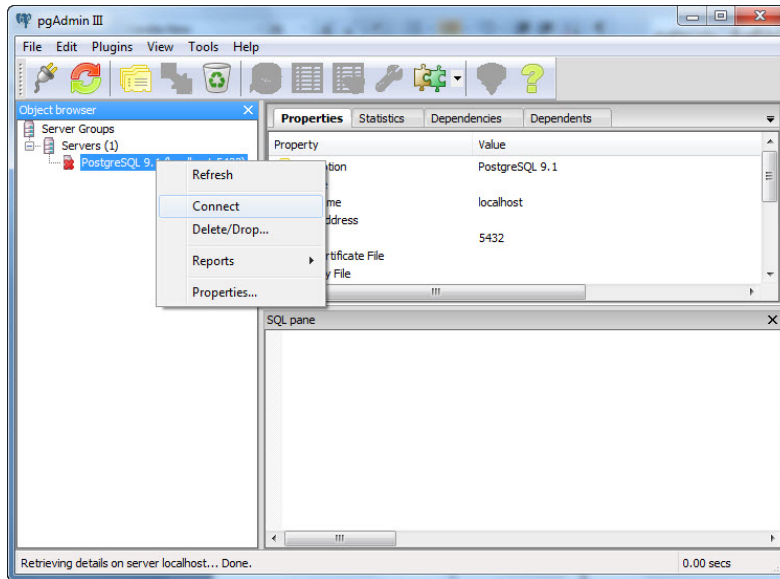 pgAdmin III
File Edit Plugins View Tools Help
Object browser
Server Groups
Servers (1)
PostgreSQL 9.1
Refresh
Connect
Delete/Drop...
Reports
Properties...
Properties Statistics Dependencies Dependents
Property Value
PostgreSQL 9.1
localhost
5432
File
File
SQL pane
Retrieving details on server localhost... Done. 0.00 secs